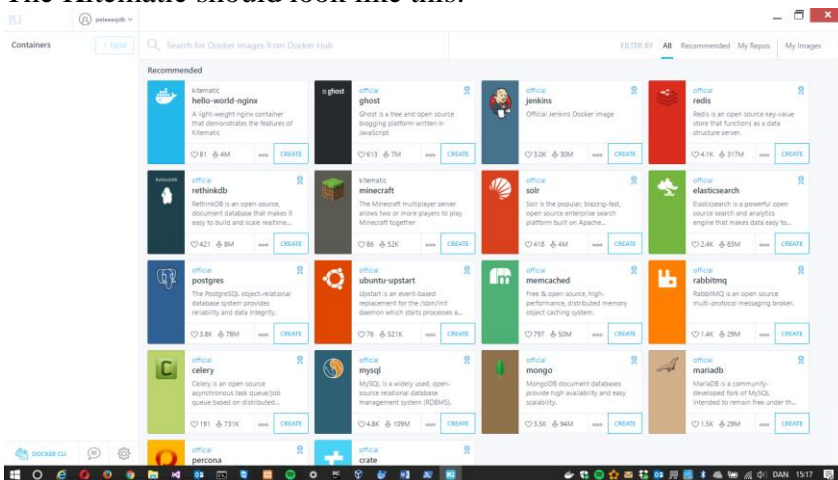 The Kitematic should look like this:
KI
peleeejdb
Containers
+ NEW
Search for Docker images from Docker Hub
FILTER BY All Recommended My Repos My Images
Recommended
kitematic
hello-world-nginx
A light-weight nginx container
that demonstrates the features of
Kitematic
81 4M
CREATE
official
ghost
Ghost is a free and open source
blogging platform written in
JavaScript
613 7M
CREATE
official
jenkins
Official Jenkins Docker image
3.0K 30M
CREATE
official
redis
Redis is an open source key-value
store that functions as a data
structure server.
4.1K 317M
CREATE
official
rethinkdb
RethinkDB is an open-source,
document database that makes it
easy to build and scale realtime...
421 8M
CREATE
kitematic
minecraft
The Minecraft multiplayer server
allows two or more players to play
Minecraft together
86 52K
CREATE
official
solr
Solr is the popular, blazing-fast,
open source enterprise search
platform built on Apache...
418 4M
CREATE
official
elasticsearch
Elasticsearch is a powerful open
source search and analytics
engine that makes data easy to...
2.4K 83M
CREATE
official
postgres
The PostgreSQL object-relational
database system provides
reliability and data integrity.
3.8K 78M
CREATE
official
ubuntu-upstart
Upstart is an event-based
replacement for the /sbin/init
daemon which starts processes a...
76 521K
CREATE
official
memcached
Free & open source, high-
performance, distributed memory
object caching system.
797 50M
CREATE
official
rabbitmq
RabbitMQ is an open source
multi-protocol messaging broker.
1.4K 29M
CREATE
official
celery
Celery is an open source
asynchronous task queue/job
queue based on distributed...
191 731K
CREATE
official
mysql
MySQL is a widely used, open-
source relational database
management system (RDBMS).
4.8K 109M
CREATE
official
mongo
MongoDB document databases
provide high availability and easy
scalability.
3.5K 94M
CREATE
official
mariadb
MariaDB is a community-
developed fork of MySQL
intended to remain free under th...
1.5K 29M
CREATE
official
percona
official
crate
DOCKER CLI
DAN 15:17